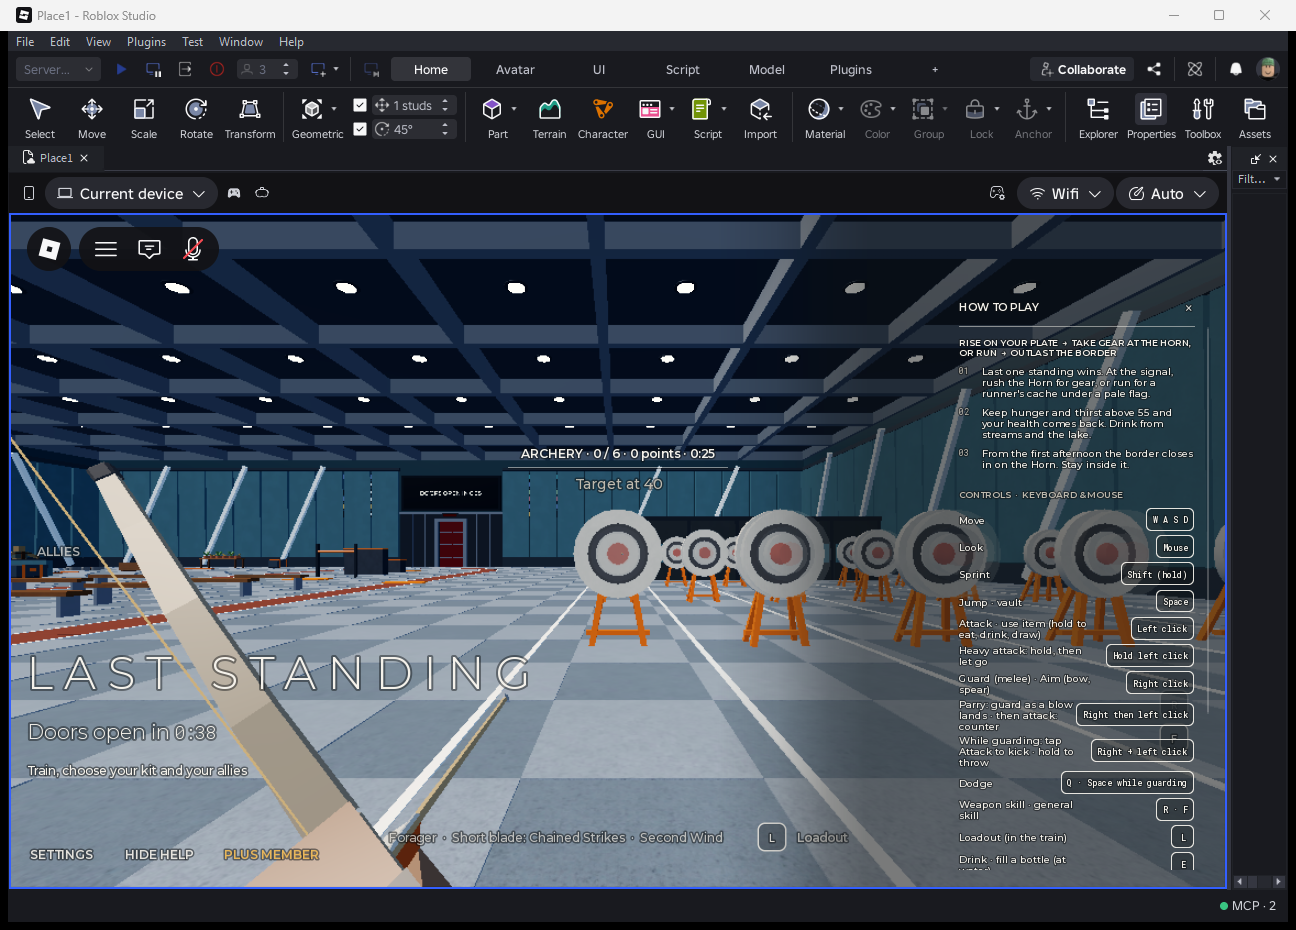 Place1 - Roblox Studio
File Edit View Plugins Test Window Help
Server... 3 Home Avatar UI Script Model Plugins + Collaborate
1 studs
45°
Select Move Scale Rotate Transform Geometric Part Terrain Character GUI Script Import Material Color Group Lock Anchor Explorer Properties Toolbox Assets
Place1
Filt...
Current device Wifi Auto
HOW TO PLAY
RISE ON YOUR PLATE → TAKE GEAR AT THE HORN,
OR RUN → OUTLAST THE BORDER
01 Last one standing wins. At the signal,
rush the Horn for gear, or run for a
runner's cache under a pale flag.
02 Keep hunger and thirst above 55 and
your health comes back. Drink from
streams and the lake.
03 From the first afternoon the border closes
in on the Horn. Stay inside it.
ARCHERY · 0 / 6 · 0 points · 0:25
Target at 40
DOORS OPEN IN
ALLIES
CONTROLS · KEYBOARD & MOUSE
Move W A S D
Look Mouse
Sprint Shift (hold)
Jump · vault Space
Attack · use item (hold to
eat, drink, draw) Left click
Heavy attack: hold, then
let go Hold left click
Guard (melee) · Aim (bow,
spear) Right click
Parry: guard as a blow
lands · then attack:
counter Right then left click
While guarding: tap
Attack to kick · hold to
throw Right + left click
Dodge Q · Space while guarding
Weapon skill · general
skill R · F
Loadout (in the train) L
Drink · fill a bottle (at
water) E
LAST STANDING
Doors open in 0:38
Train, choose your kit and your allies
Forager · Short blade: Chained Strikes · Second Wind L Loadout
SETTINGS HIDE HELP PLUS MEMBER
MCP · 2